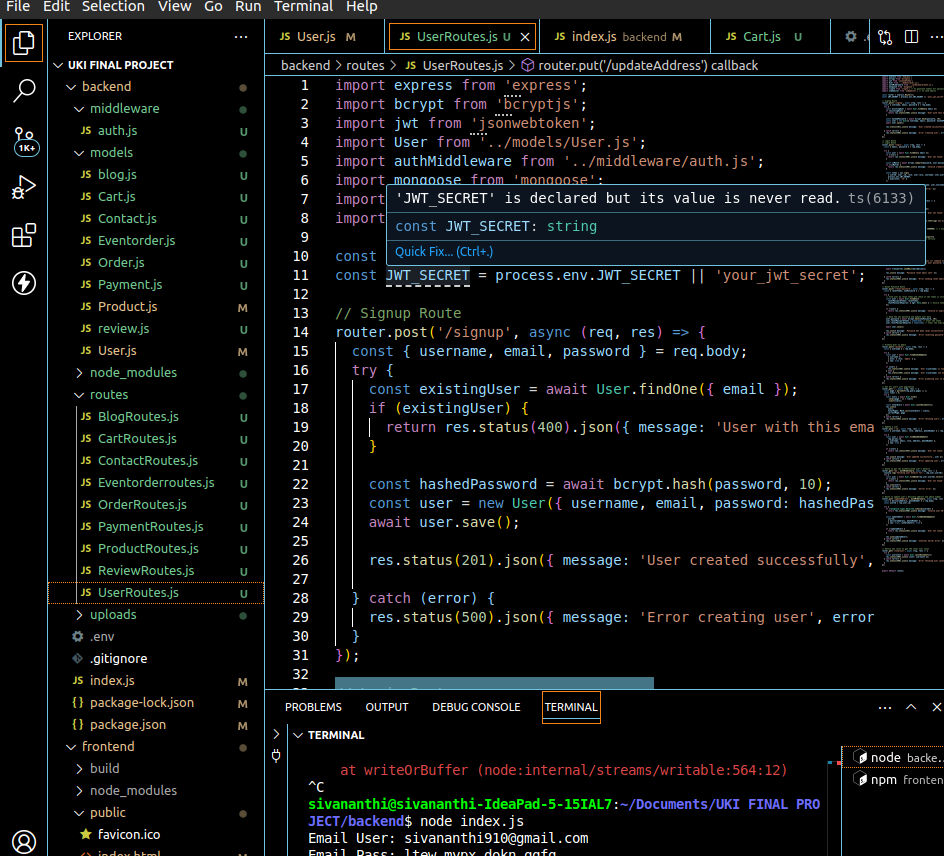 File Edit Selection View Go Run Terminal Help
EXPLORER
UKI FINAL PROJECT
backend
middleware
JS auth.js U
models
JS blog.js U
JS Cart.js U
JS Contact.js U
JS Eventorder.js U
JS Order.js U
JS Payment.js U
JS Product.js M
JS review.js U
JS User.js M
node_modules
routes
JS BlogRoutes.js U
JS CartRoutes.js U
JS ContactRoutes.js U
JS Eventorderroutes.js U
JS OrderRoutes.js U
JS PaymentRoutes.js U
JS ProductRoutes.js U
JS ReviewRoutes.js U
JS UserRoutes.js U
uploads
.env
.gitignore
JS index.js M
{} package-lock.json M
{} package.json M
frontend
build
node_modules
public
favicon.ico
index.html
1K+
JS User.js M
JS UserRoutes.js U
JS index.js backend M
JS Cart.js U
backend > routes > JS UserRoutes.js > router.put('/updateAddress') callback
1 import express from 'express';
2 import bcrypt from 'bcryptjs';
3 import jwt from 'jsonwebtoken';
4 import User from '../models/User.js';
5 import authMiddleware from '../middleware/auth.js';
6 import mongoose from 'mongoose';
7 import
8 import
9
10 const
11 const JWT_SECRET = process.env.JWT_SECRET || 'your_jwt_secret';
12
13 // Signup Route
14 router.post('/signup', async (req, res) => {
15 const { username, email, password } = req.body;
16 try {
17 const existingUser = await User.findOne({ email });
18 if (existingUser) {
19 return res.status(400).json({ message: 'User with this ema
20 }
21
22 const hashedPassword = await bcrypt.hash(password, 10);
23 const user = new User({ username, email, password: hashedPas
24 await user.save();
25
26 res.status(201).json({ message: 'User created successfully',
27
28 } catch (error) {
29 res.status(500).json({ message: 'Error creating user', error
30 }
31 });
32
'JWT_SECRET' is declared but its value is never read. ts(6133)
const JWT_SECRET: string
Quick Fix... (Ctrl+.)
PROBLEMS OUTPUT DEBUG CONSOLE TERMINAL
TERMINAL
at writeOrBuffer (node:internal/streams/writable:564:12)
^C
sivananthi@sivananthi-IdeaPad-5-15IAL7:~/Documents/UKI FINAL PRO
JECT/backend$ node index.js
Email User: sivananthi910@gmail.com
node backe...
npm fronten